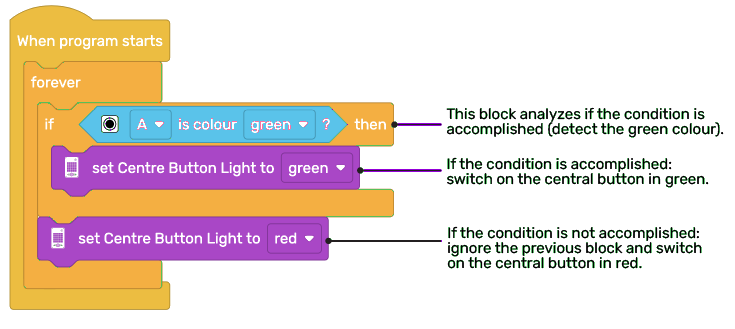 When program starts
forever
if A is colour green ? then
This block analyzes if the condition is
accomplished (detect the green colour).
set Centre Button Light to green
If the condition is accomplished:
switch on the central button in green.
set Centre Button Light to red
If the condition is not accomplished:
ignore the previous block and switch
on the central button in red.